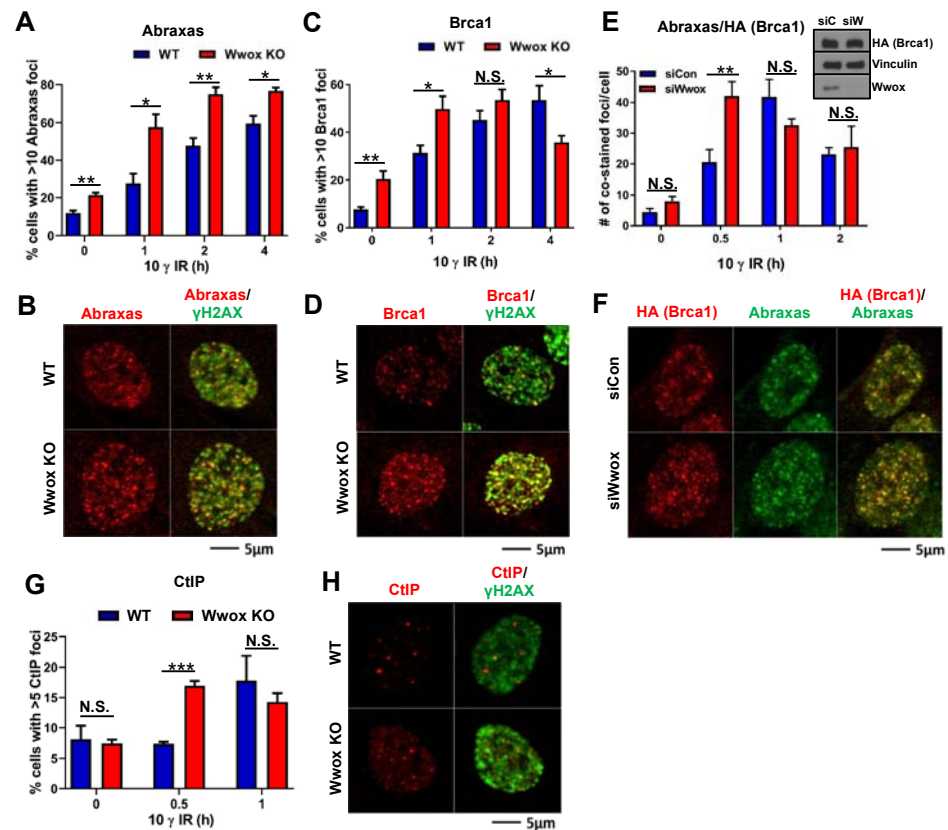 A
Abraxas
WT
Wwox KO
% cells with >10 Abraxas foci
80
60
40
20
0
**
*
**
*
0 1 2 4
10 γ IR (h)
C
Brca1
WT
Wwox KO
% cells with >10 Brca1 foci
80
60
40
20
0
**
*
N.S.
*
0 1 2 4
10 γ IR (h)
E
Abraxas/HA (Brca1)
siC siW
HA (Brca1)
Vinculin
Wwox
siCon
siWwox
# of co-stained foci/cell
50
40
30
20
10
0
N.S.
**
N.S.
N.S.
0 0.5 1 2
10 γ IR (h)
B
Abraxas
Abraxas/
γH2AX
WT
Wwox KO
5μm
D
Brca1
Brca1/
γH2AX
WT
Wwox KO
5μm
F
HA (Brca1)
Abraxas
HA (Brca1)/
Abraxas
siCon
siWwox
5μm
G
CtIP
WT
Wwox KO
% cells with >5 CtIP foci
25
20
15
10
5
0
N.S.
***
N.S.
0 0.5 1
10 γ IR (h)
H
CtIP
CtIP/
γH2AX
WT
Wwox KO
5μm